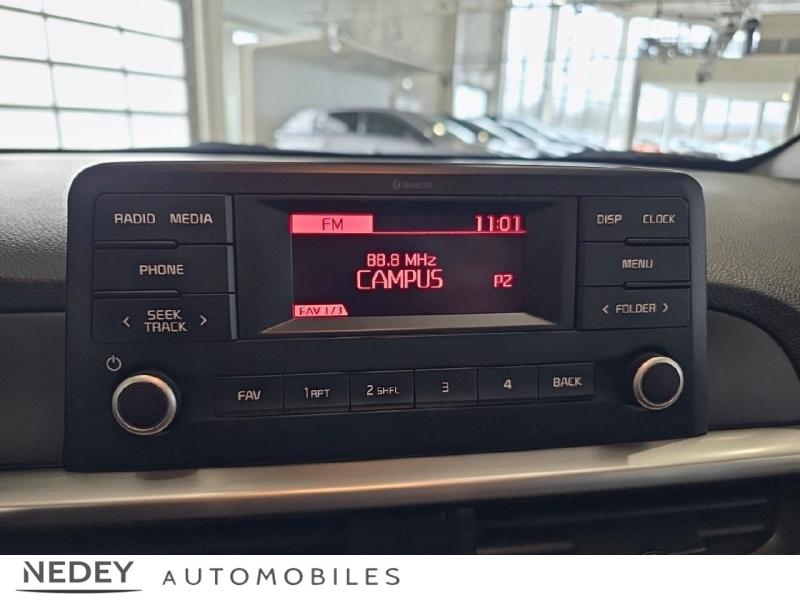 Bluetooth
RADIO MEDIA
FM 11:01
DISP CLOCK
PHONE
88.8 MHz
MENU
CAMPUS P2
SEEK
TRACK
FAV 1/3
FOLDER
FAV 1 RPT 2 SHFL 3 4 BACK
NEDEY AUTOMOBILES